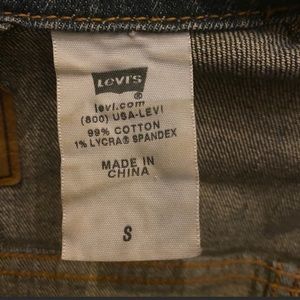 LEVI'S
®
levi.com
(800) USA-LEVI
99% COTTON
1% LYCRA® SPANDEX
MADE IN
CHINA
S